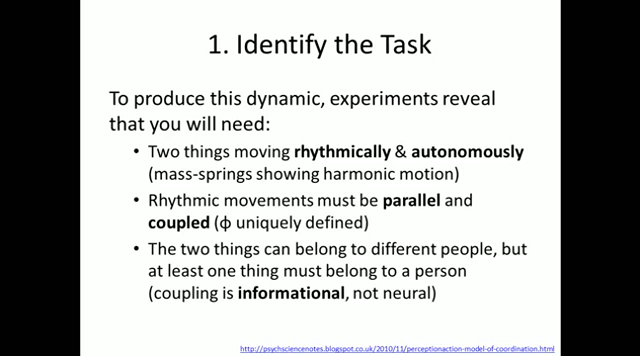 1. Identify the Task
To produce this dynamic, experiments reveal
that you will need:
• Two things moving rhythmically & autonomously
(mass-springs showing harmonic motion)
• Rhythmic movements must be parallel and
coupled (ϕ uniquely defined)
• The two things can belong to different people, but
at least one thing must belong to a person
(coupling is informational, not neural)
http://psychsciencenotes.blogspot.co.uk/2010/11/perceptionaction-model-of-coordination.html